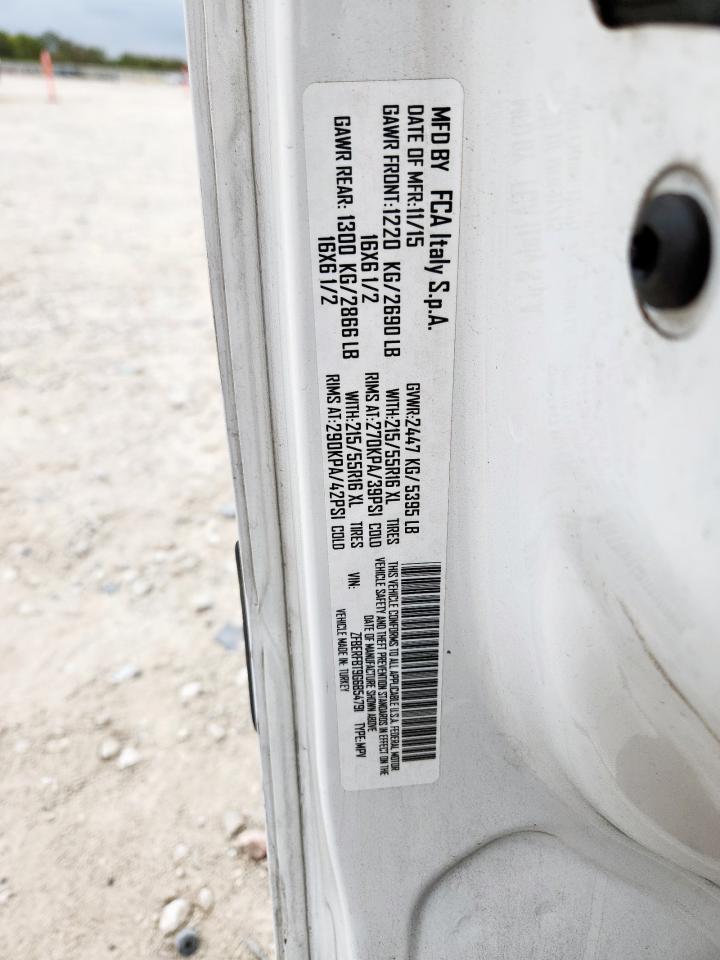 MFD BY FCA Italy S.p.A.
DATE OF MFR:11/15 GVWR:2447 KG/5395 LB
GAWR FRONT:1220 KG/2690 LB WITH:215/55R16 XL TIRES
16X6 1/2 RIMS AT:270KPA/39PSI COLD
GAWR REAR: 1300 KG/2866 LB WITH:215/55R16 XL TIRES
16X6 1/2 RIMS AT:290KPA/42PSI COLD
THIS VEHICLE CONFORMS TO ALL APPLICABLE U.S.A. FEDERAL MOTOR
VEHICLE SAFETY AND THEFT PREVENTION STANDARDS IN EFFECT ON THE
DATE OF MANUFACTURE SHOWN ABOVE
VIN: ZFBERFBT9G6B54791 TYPE:MPV
VEHICLE MADE IN: TURKEY